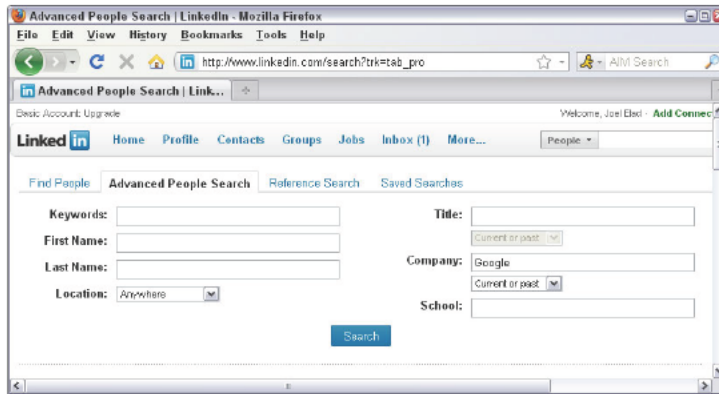 Advanced People Search | LinkedIn - Mozilla Firefox
File Edit View History Bookmarks Tools Help
http://www.linkedin.com/search?trk=tab_pro AIM Search
Advanced People Search | Link...
Basic Account: Upgrade Welcome, Joel Elad · Add Connec
Linked in Home Profile Contacts Groups Jobs Inbox (1) More... People
Find People Advanced People Search Reference Search Saved Searches
Keywords: Title:
First Name: Current or past
Last Name: Company: Google
Location: Anywhere Current or past
School:
Search